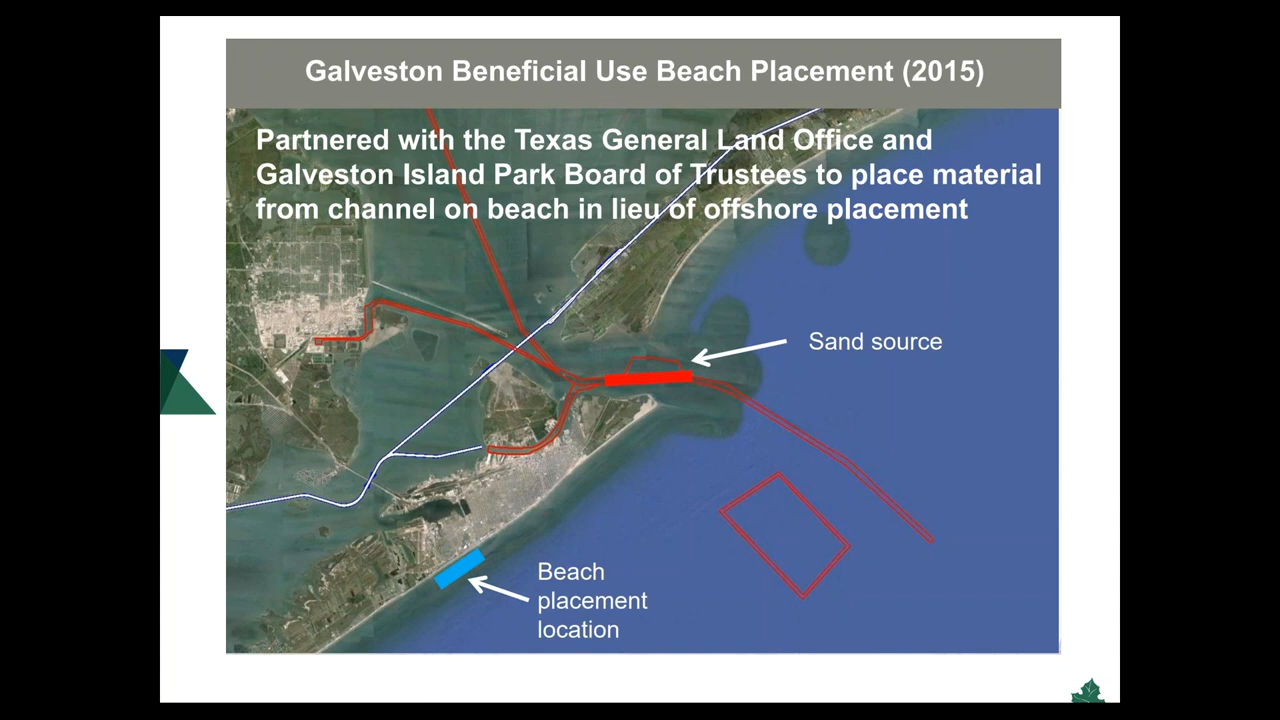 Galveston Beneficial Use Beach Placement (2015)
Partnered with the Texas General Land Office and
Galveston Island Park Board of Trustees to place material
from channel on beach in lieu of offshore placement
Sand source
Beach
placement
location